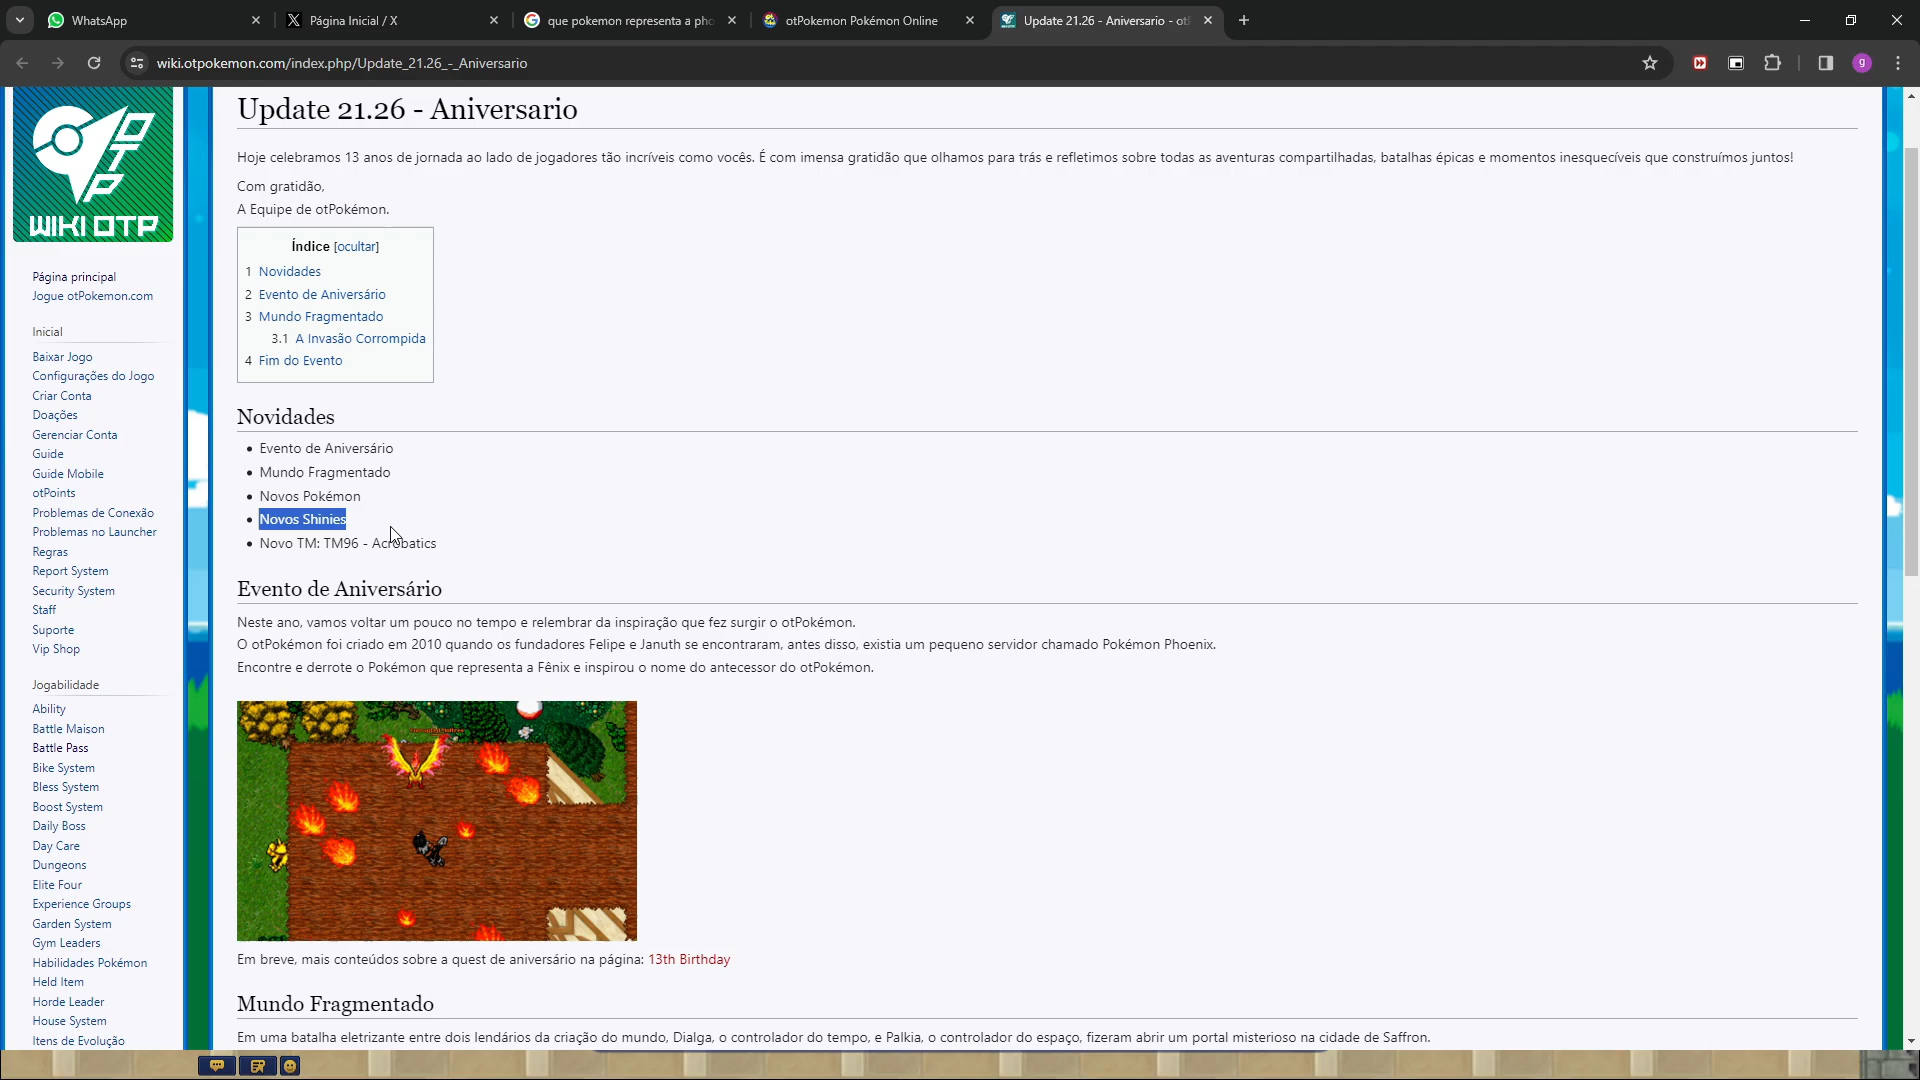 WhatsApp
Página Inicial / X
que pokemon representa a pho
otPokemon Pokémon Online
Update 21.26 - Aniversario - ot
wiki.otpokemon.com/index.php/Update_21.26_-_Aniversario
g
OTP
WIKI OTP
Página principal
Jogue otPokemon.com
Inicial
Baixar Jogo
Configurações do Jogo
Criar Conta
Doações
Gerenciar Conta
Guide
Guide Mobile
otPoints
Problemas de Conexão
Problemas no Launcher
Regras
Report System
Security System
Staff
Suporte
Vip Shop
Jogabilidade
Ability
Battle Maison
Battle Pass
Bike System
Bless System
Boost System
Daily Boss
Day Care
Dungeons
Elite Four
Experience Groups
Garden System
Gym Leaders
Habilidades Pokémon
Held Item
Horde Leader
House System
Itens de Evolução
Update 21.26 - Aniversario
Hoje celebramos 13 anos de jornada ao lado de jogadores tão incríveis como vocês. É com imensa gratidão que olhamos para trás e refletimos sobre todas as aventuras compartilhadas, batalhas épicas e momentos inesquecíveis que construímos juntos!
Com gratidão,
A Equipe de otPokémon.
Índice [ocultar]
1 Novidades
2 Evento de Aniversário
3 Mundo Fragmentado
3.1 A Invasão Corrompida
4 Fim do Evento
Novidades
Evento de Aniversário
Mundo Fragmentado
Novos Pokémon
Novos Shinies
Novo TM: TM96 - Acrobatics
Evento de Aniversário
Neste ano, vamos voltar um pouco no tempo e relembrar da inspiração que fez surgir o otPokémon.
O otPokémon foi criado em 2010 quando os fundadores Felipe e Januth se encontraram, antes disso, existia um pequeno servidor chamado Pokémon Phoenix.
Encontre e derrote o Pokémon que representa a Fênix e inspirou o nome do antecessor do otPokémon.
Em breve, mais conteúdos sobre a quest de aniversário na página: 13th Birthday
Mundo Fragmentado
Em uma batalha eletrizante entre dois lendários da criação do mundo, Dialga, o controlador do tempo, e Palkia, o controlador do espaço, fizeram abrir um portal misterioso na cidade de Saffron.